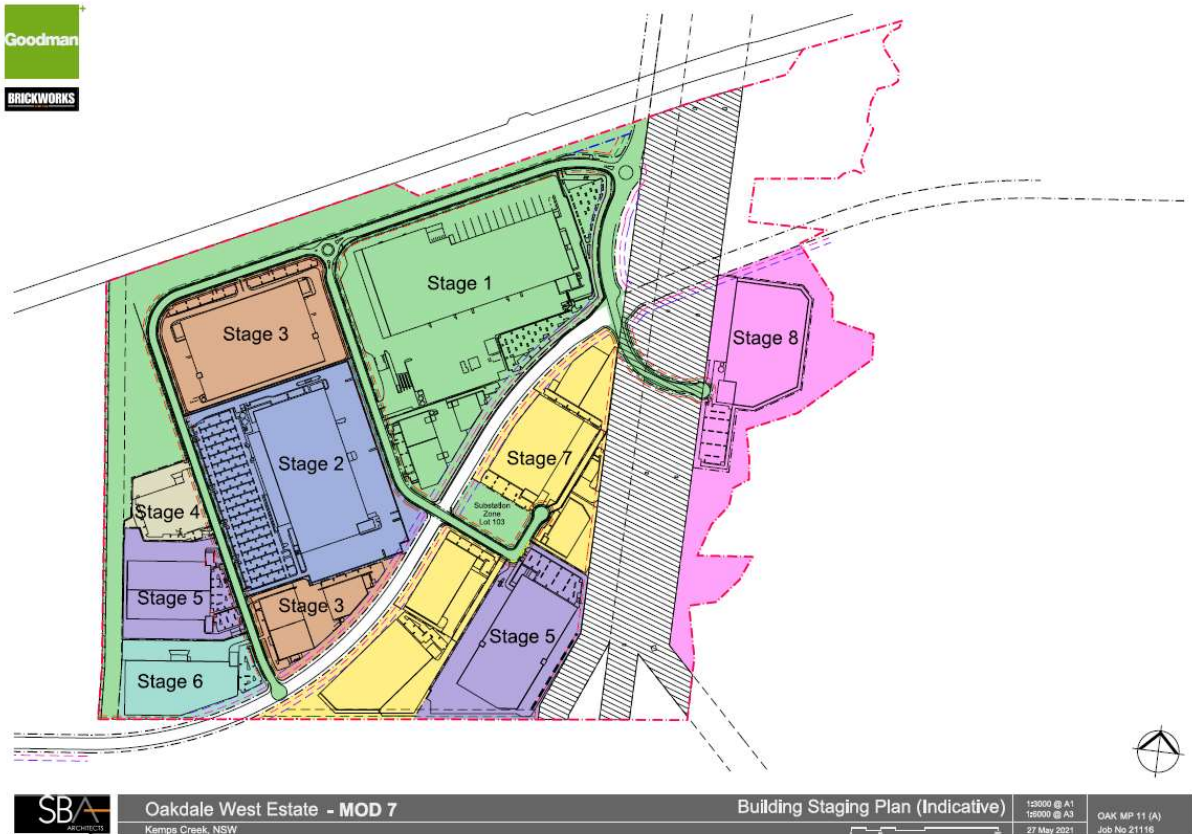 Goodman
BRICKWORKS
Stage 1
Stage 3
Stage 8
Stage 2
Stage 7
Substation
Zone
Lot 103
Stage 4
Stage 5
Stage 3
Stage 5
Stage 6
SBA
ARCHITECTS
Oakdale West Estate - MOD 7
Kemps Creek, NSW
Building Staging Plan (Indicative)
1:3000 @ A1
1:6000 @ A3
27 May 2021
OAK MP 11 (A)
Job No 21116